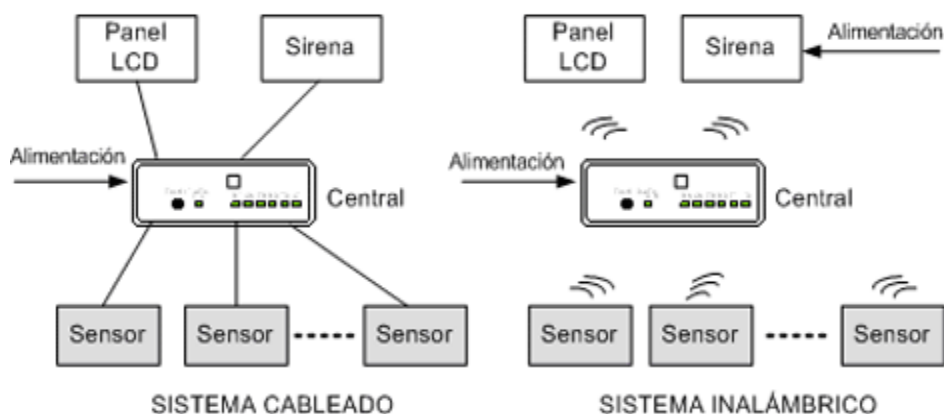 Panel
LCD
Sirena
Alimentación
Central
Sensor
Sensor
Sensor
SISTEMA CABLEADO
Panel
LCD
Sirena
Alimentación
Alimentación
Central
Sensor
Sensor
Sensor
SISTEMA INALÁMBRICO